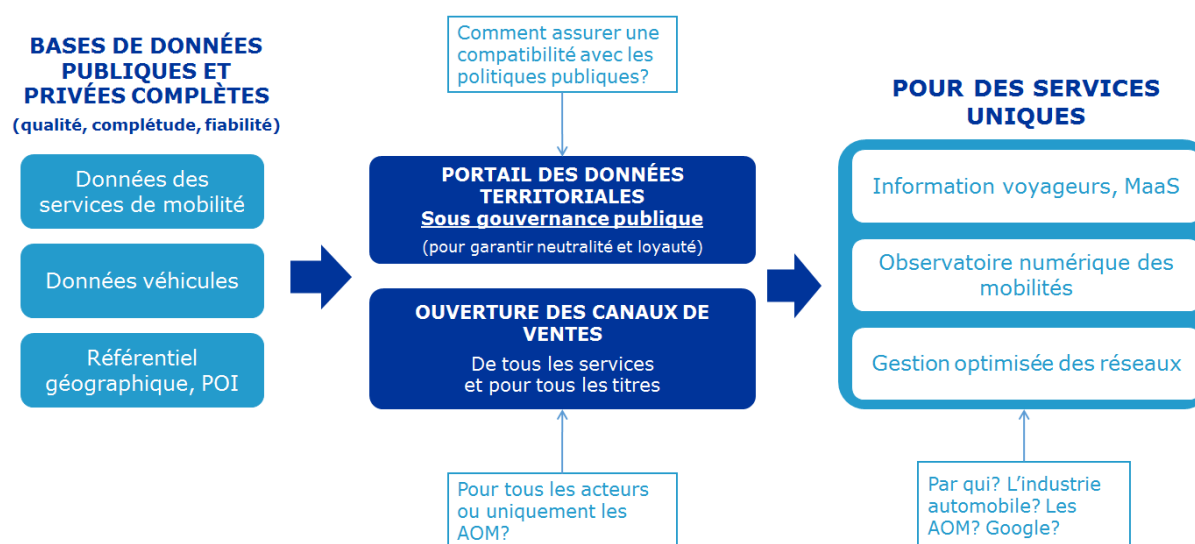 BASES DE DONNÉES
PUBLIQUES ET
PRIVÉES COMPLÈTES
(qualité, complétude, fiabilité)
Données des
services de mobilité
Données véhicules
Référentiel
géographique, POI
Comment assurer une
compatibilité avec les
politiques publiques?
PORTAIL DES DONNÉES
TERRITORIALES
Sous gouvernance publique
(pour garantir neutralité et loyauté)
OUVERTURE DES CANAUX DE
VENTES
De tous les services
et pour tous les titres
Pour tous les acteurs
ou uniquement les
AOM?
POUR DES SERVICES
UNIQUES
Information voyageurs, MaaS
Observatoire numérique des
mobilités
Gestion optimisée des réseaux
Par qui? L’industrie
automobile? Les
AOM? Google?